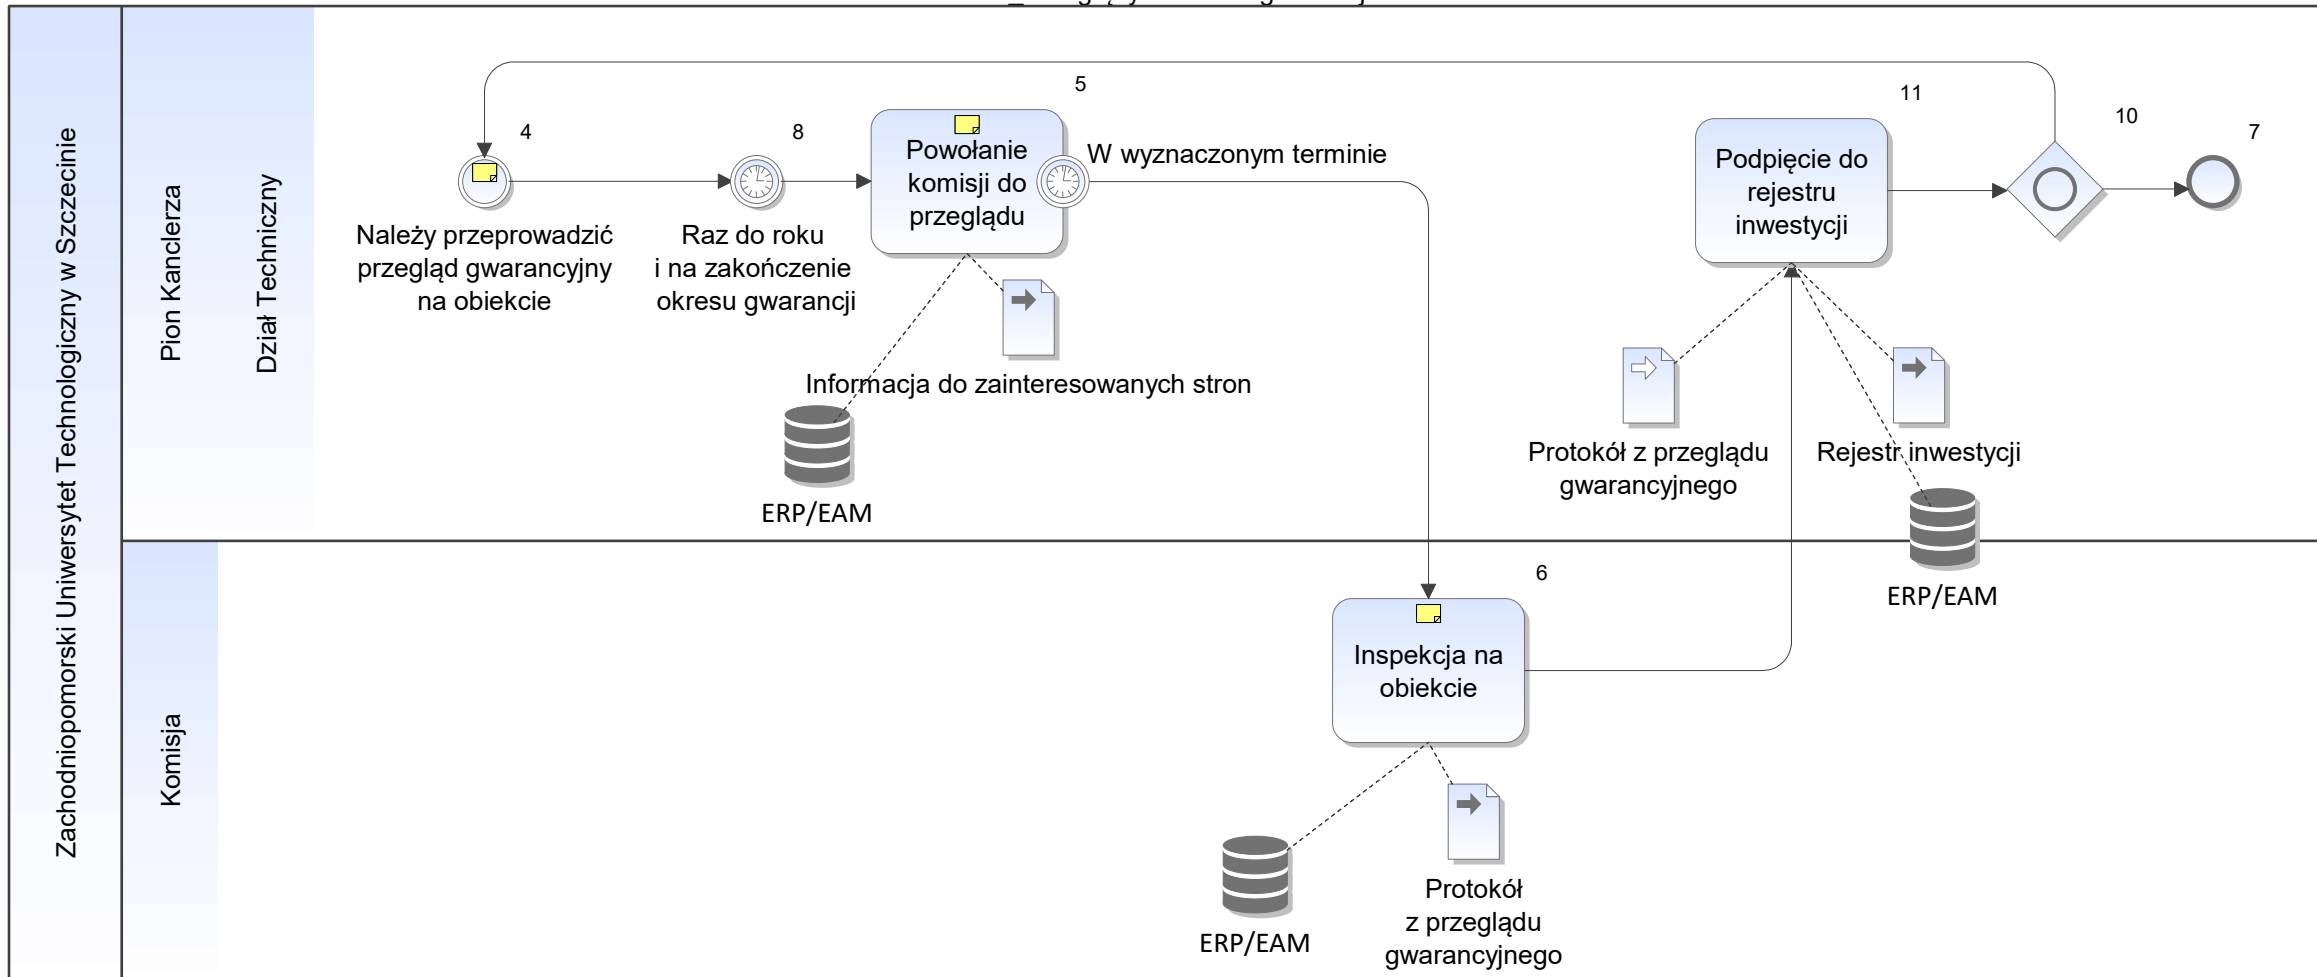 Zachodniopomorski Uniwersytet Technologiczny w Szczecinie
Pion Kanclerza
Dział Techniczny
4
Należy przeprowadzić
przegląd gwarancyjny
na obiekcie
8
Raz do roku
i na zakończenie
okresu gwarancji
5
Powołanie
komisji do
przeglądu
W wyznaczonym terminie
Informacja do zainteresowanych stron
ERP/EAM
11
Podpięcie do
rejestru
inwestycji
10
7
Protokół z przeglądu
gwarancyjnego
Rejestr inwestycji
ERP/EAM
Komisja
6
Inspekcja na
obiekcie
ERP/EAM
Protokół
z przeglądu
gwarancyjnego